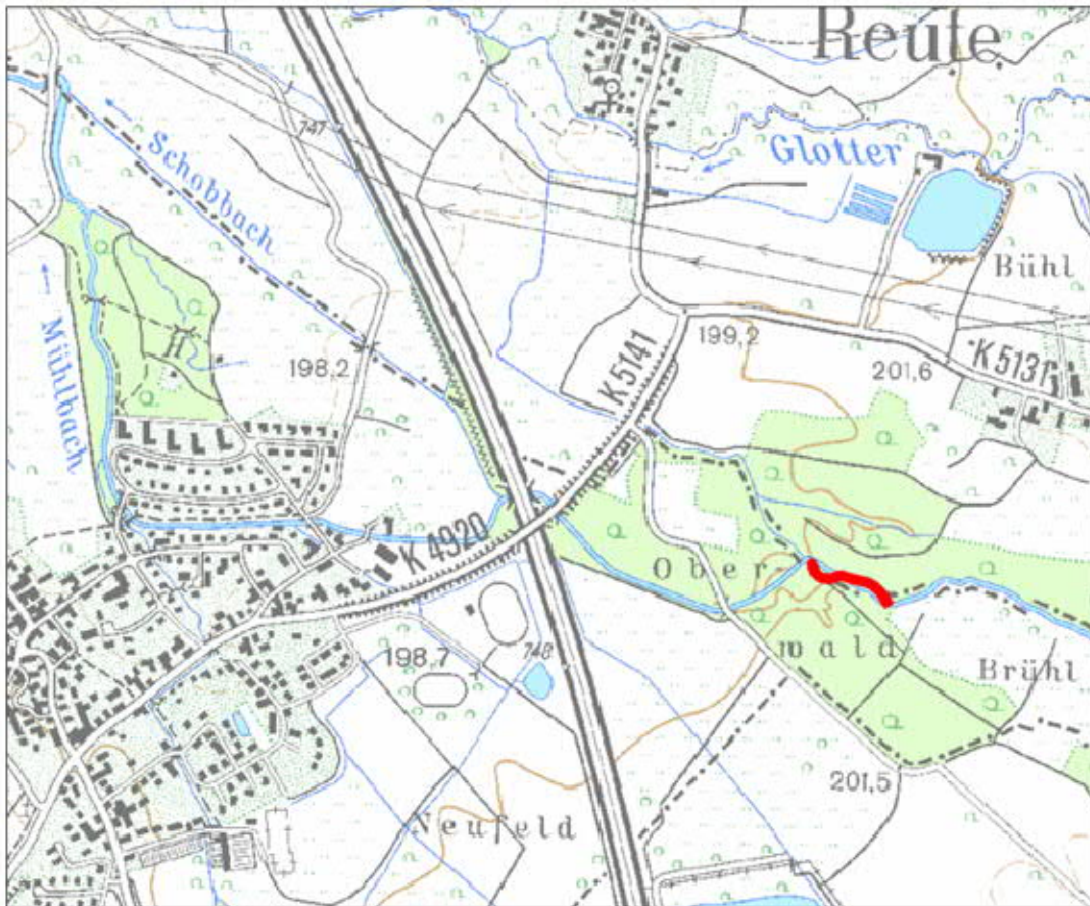 Reute
747
Schobbach
Glotter
Bühl
Mühlbach
198,2
K 5141
199,2
201,6
K 5131
K 4920
Ober-
wald
198,7
748
Brühl
201,5
Neufeld